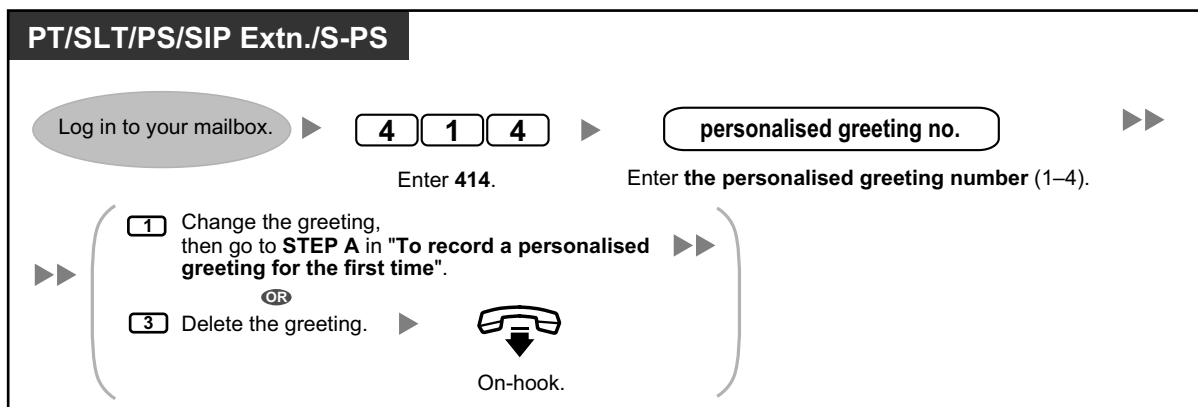 PT/SLT/PS/SIP Extn./S-PS
Log in to your mailbox.
4 1 4
personalised greeting no.
Enter 414.
Enter the personalised greeting number (1–4).
1 Change the greeting,
then go to STEP A in "To record a personalised
greeting for the first time".
OR
3 Delete the greeting.
On-hook.